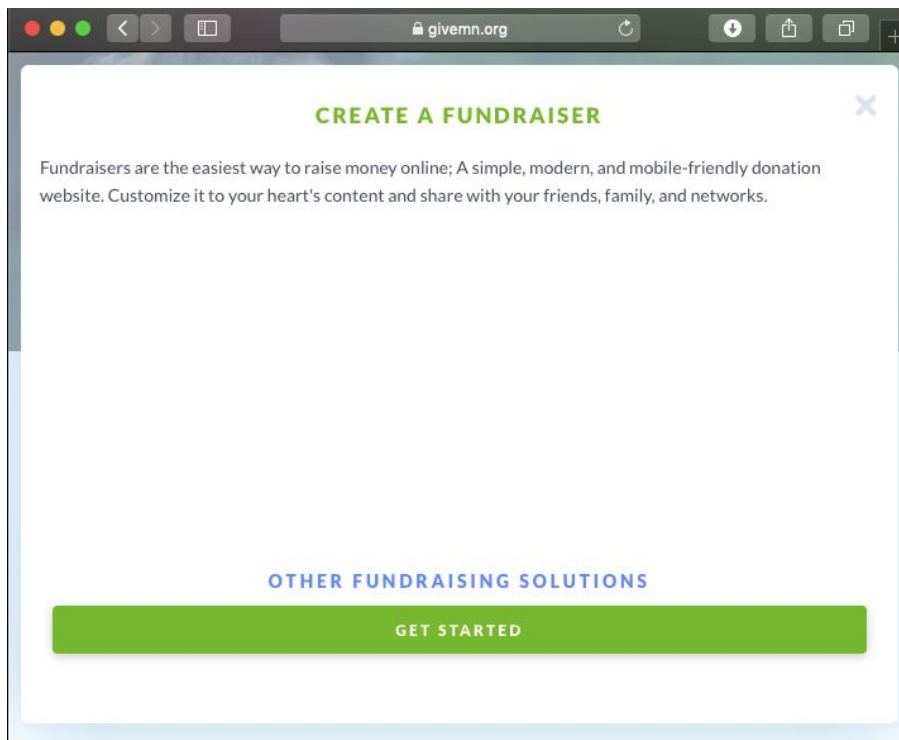 givemn.org
CREATE A FUNDRAISER
Fundraisers are the easiest way to raise money online; A simple, modern, and mobile-friendly donation
website. Customize it to your heart's content and share with your friends, family, and networks.
OTHER FUNDRAISING SOLUTIONS
GET STARTED